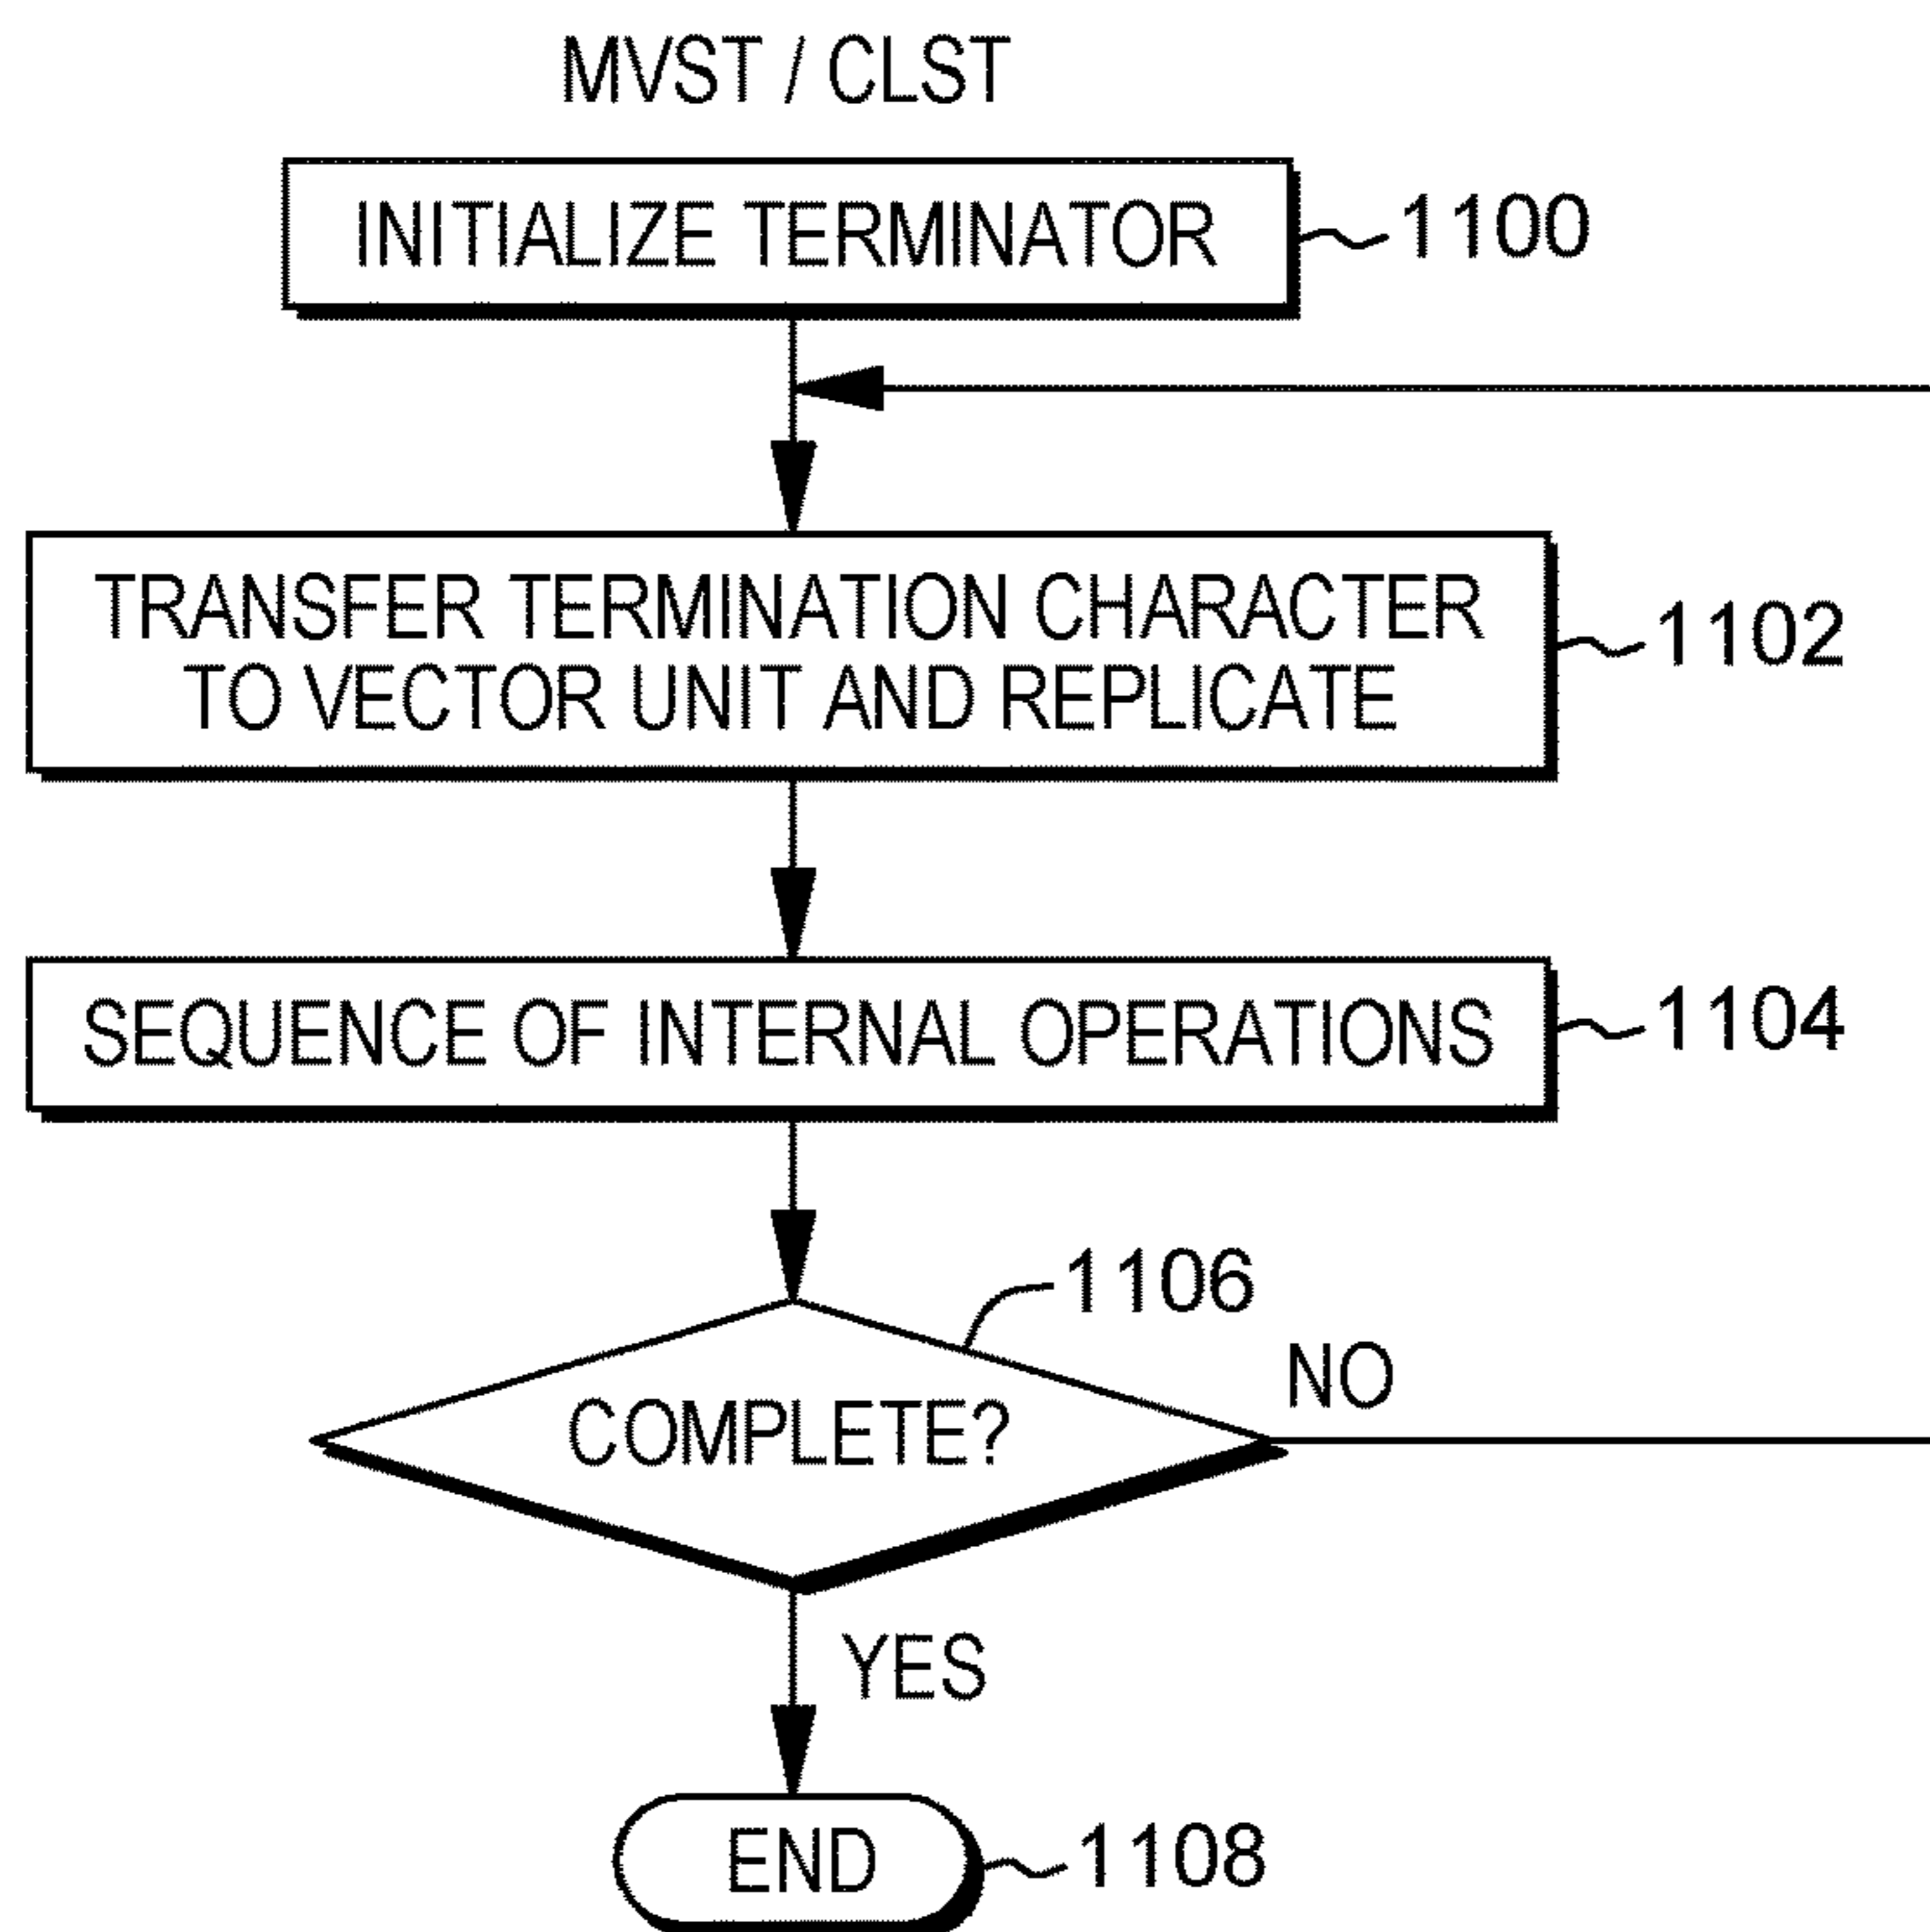 MVST / CLST
INITIALIZE TERMINATOR
1100
TRANSFER TERMINATION CHARACTER
TO VECTOR UNIT AND REPLICATE
1102
SEQUENCE OF INTERNAL OPERATIONS
1104
1106
COMPLETE?
NO
YES
END
1108